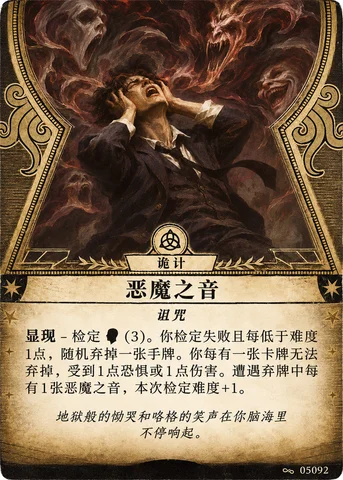 诡计
恶魔之音
诅咒
显现 – 检定 (3)。你检定失败且每低于难度
1点，随机弃掉一张手牌。你每有一张卡牌无法
弃掉，受到1点恐惧或1点伤害。遭遇弃牌中每
有1张恶魔之音，本次检定难度+1。
地狱般的恸哭和咯格的笑声在你脑海里
不停响起。
05092